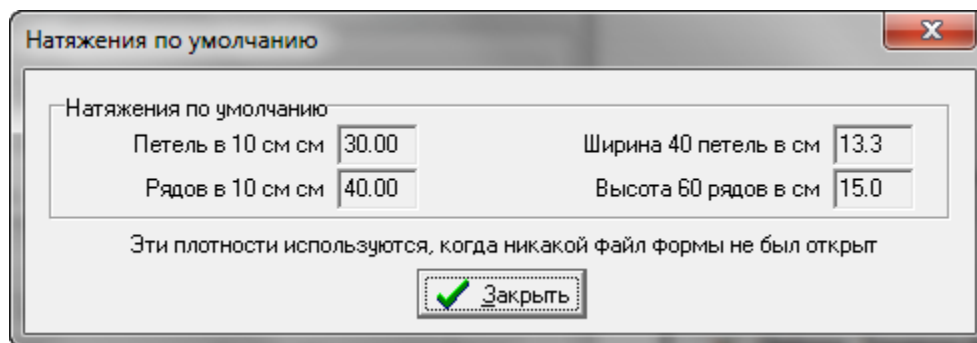 Натяжения по умолчанию
Натяжения по умолчанию
Петель в 10 см см 30.00 Ширина 40 петель в см 13.3
Рядов в 10 см см 40.00 Высота 60 рядов в см 15.0
Эти плотности используются, когда никакой файл формы не был открыт
Закрыть